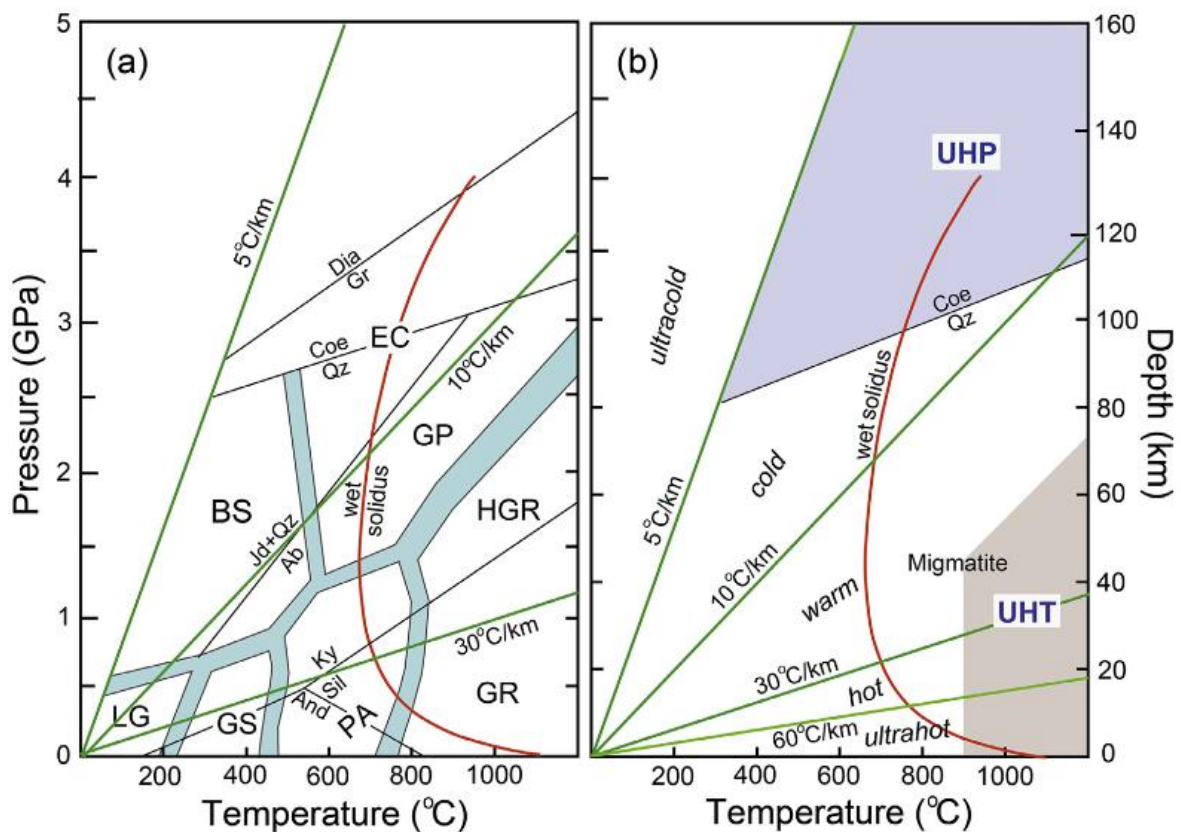 (a)
5
4
3
2
1
0
Pressure (GPa)
5°C/km
Dia
Gr
Coe
Qz
EC
10°C/km
GP
wet
solidus
BS
Jd+Qz
Ab
HGR
30°C/km
Ky
Sil
And
PA
GR
LG
GS
200
400
600
800
1000
Temperature (°C)
(b)
160
140
120
100
80
60
40
20
0
Depth (km)
UHP
ultracold
Coe
Qz
wet solidus
cold
5°C/km
10°C/km
Migmatite
warm
UHT
30°C/km
hot
60°C/km
ultrahot
200
400
600
800
1000
Temperature (°C)